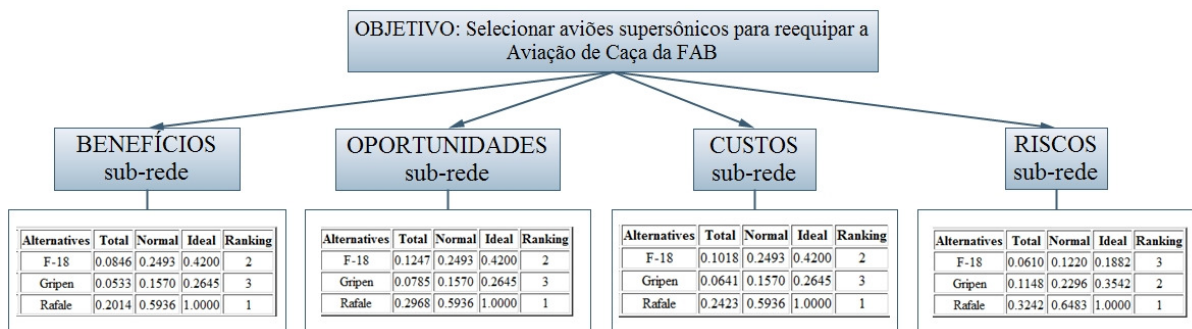 OBJETIVO: Selecionar aviões supersônicos para reequipar a
Aviação de Caça da FAB
BENEFÍCIOS
sub-rede
OPORTUNIDADES
sub-rede
CUSTOS
sub-rede
RISCOS
sub-rede
Alternatives Total Normal Ideal Ranking
F-18 0.0846 0.2493 0.4200 2
Gripen 0.0533 0.1570 0.2645 3
Rafale 0.2014 0.5936 1.0000 1
Alternatives Total Normal Ideal Ranking
F-18 0.1247 0.2493 0.4200 2
Gripen 0.0785 0.1570 0.2645 3
Rafale 0.2968 0.5936 1.0000 1
Alternatives Total Normal Ideal Ranking
F-18 0.1018 0.2493 0.4200 2
Gripen 0.0641 0.1570 0.2645 3
Rafale 0.2423 0.5936 1.0000 1
Alternatives Total Normal Ideal Ranking
F-18 0.0610 0.1220 0.1882 3
Gripen 0.1148 0.2296 0.3542 2
Rafale 0.3242 0.6483 1.0000 1